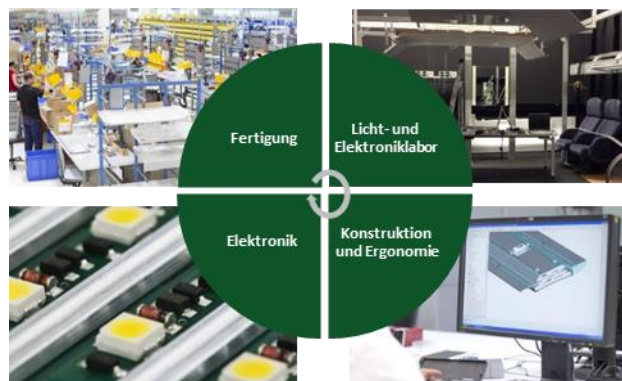 Fertigung
Licht- und
Elektroniklabor
Elektronik
Konstruktion
und Ergonomie